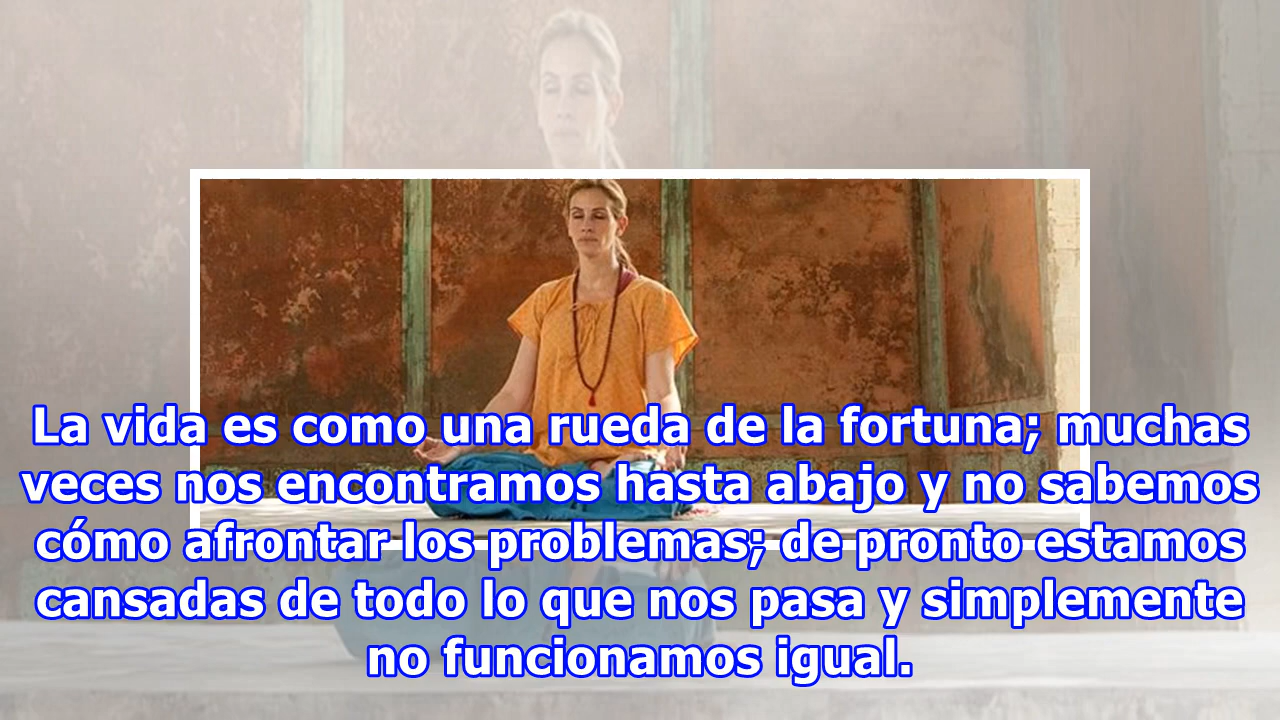 La vida es como una rueda de la fortuna; muchas
veces nos encontramos hasta abajo y no sabemos
cómo afrontar los problemas; de pronto estamos
cansadas de todo lo que nos pasa y simplemente
no funcionamos igual.